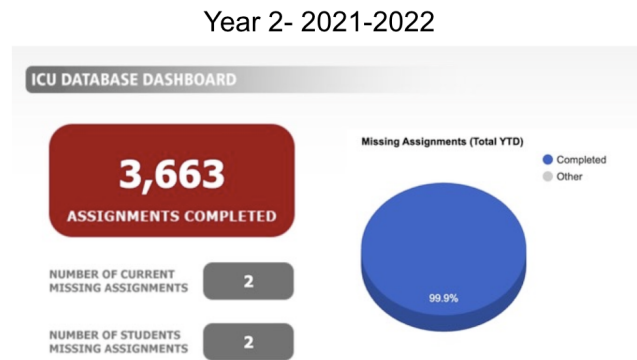 Year 2- 2021-2022
ICU DATABASE DASHBOARD
3,663
ASSIGNMENTS COMPLETED
NUMBER OF CURRENT
MISSING ASSIGNMENTS
2
NUMBER OF STUDENTS
MISSING ASSIGNMENTS
2
Missing Assignments (Total YTD)
Completed
Other
99.9%